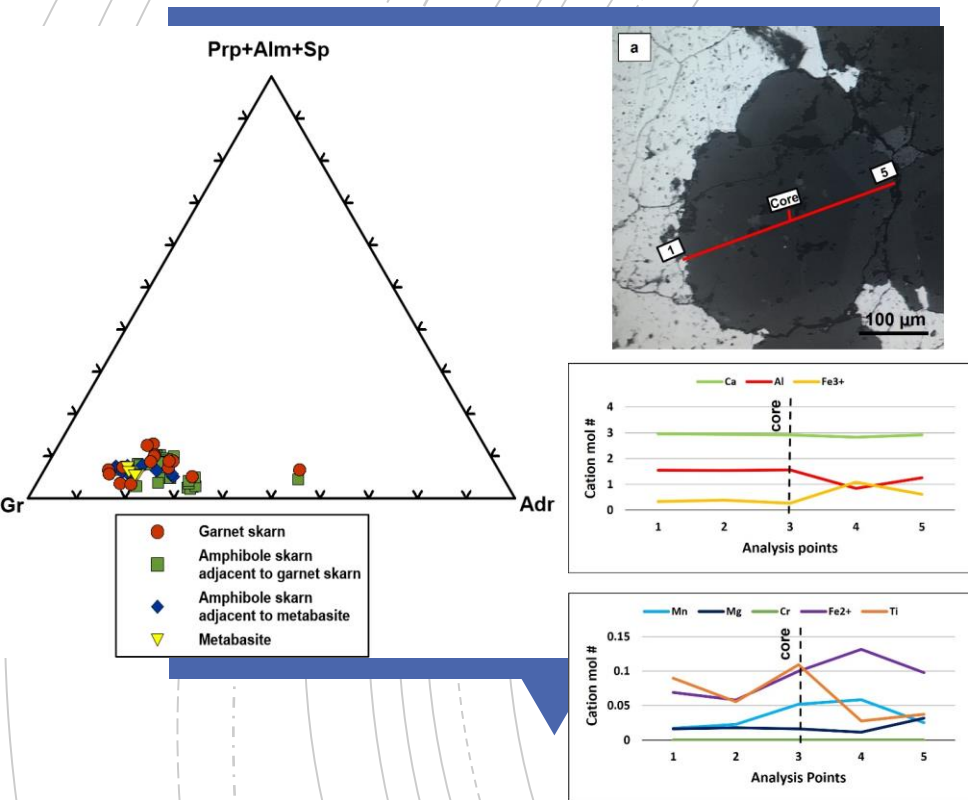 Prp+Alm+Sp
Gr
Adr
Garnet skarn
Amphibole skarn
adjacent to garnet skarn
Amphibole skarn
adjacent to metabasite
Metabasite
a
1
Core
5
100 µm
Ca Al Fe3+
core
Cation mol #
4
3
2
1
0
1 2 3 4 5
Analysis points
Mn Mg Cr Fe2+ Ti
core
Cation mol #
0.15
0.1
0.05
0
1 2 3 4 5
Analysis Points